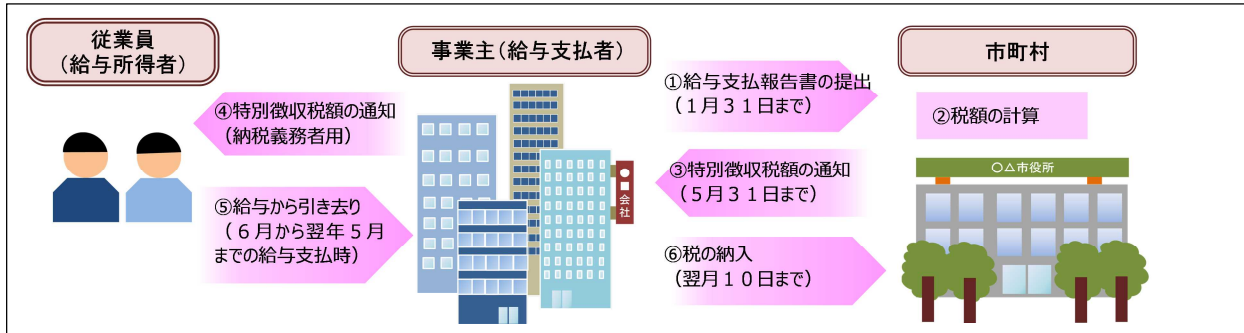 従業員
（給与所得者）
事業主（給与支払者）
市町村
①給与支払報告書の提出
（１月３１日まで）
②税額の計算
③特別徴収税額の通知
（５月３１日まで）
④特別徴収税額の通知
（納税義務者用）
⑤給与から引き去り
（６月から翌年５月
までの給与支払時）
⑥税の納入
（翌月１０日まで）
●■会社
〇△市役所